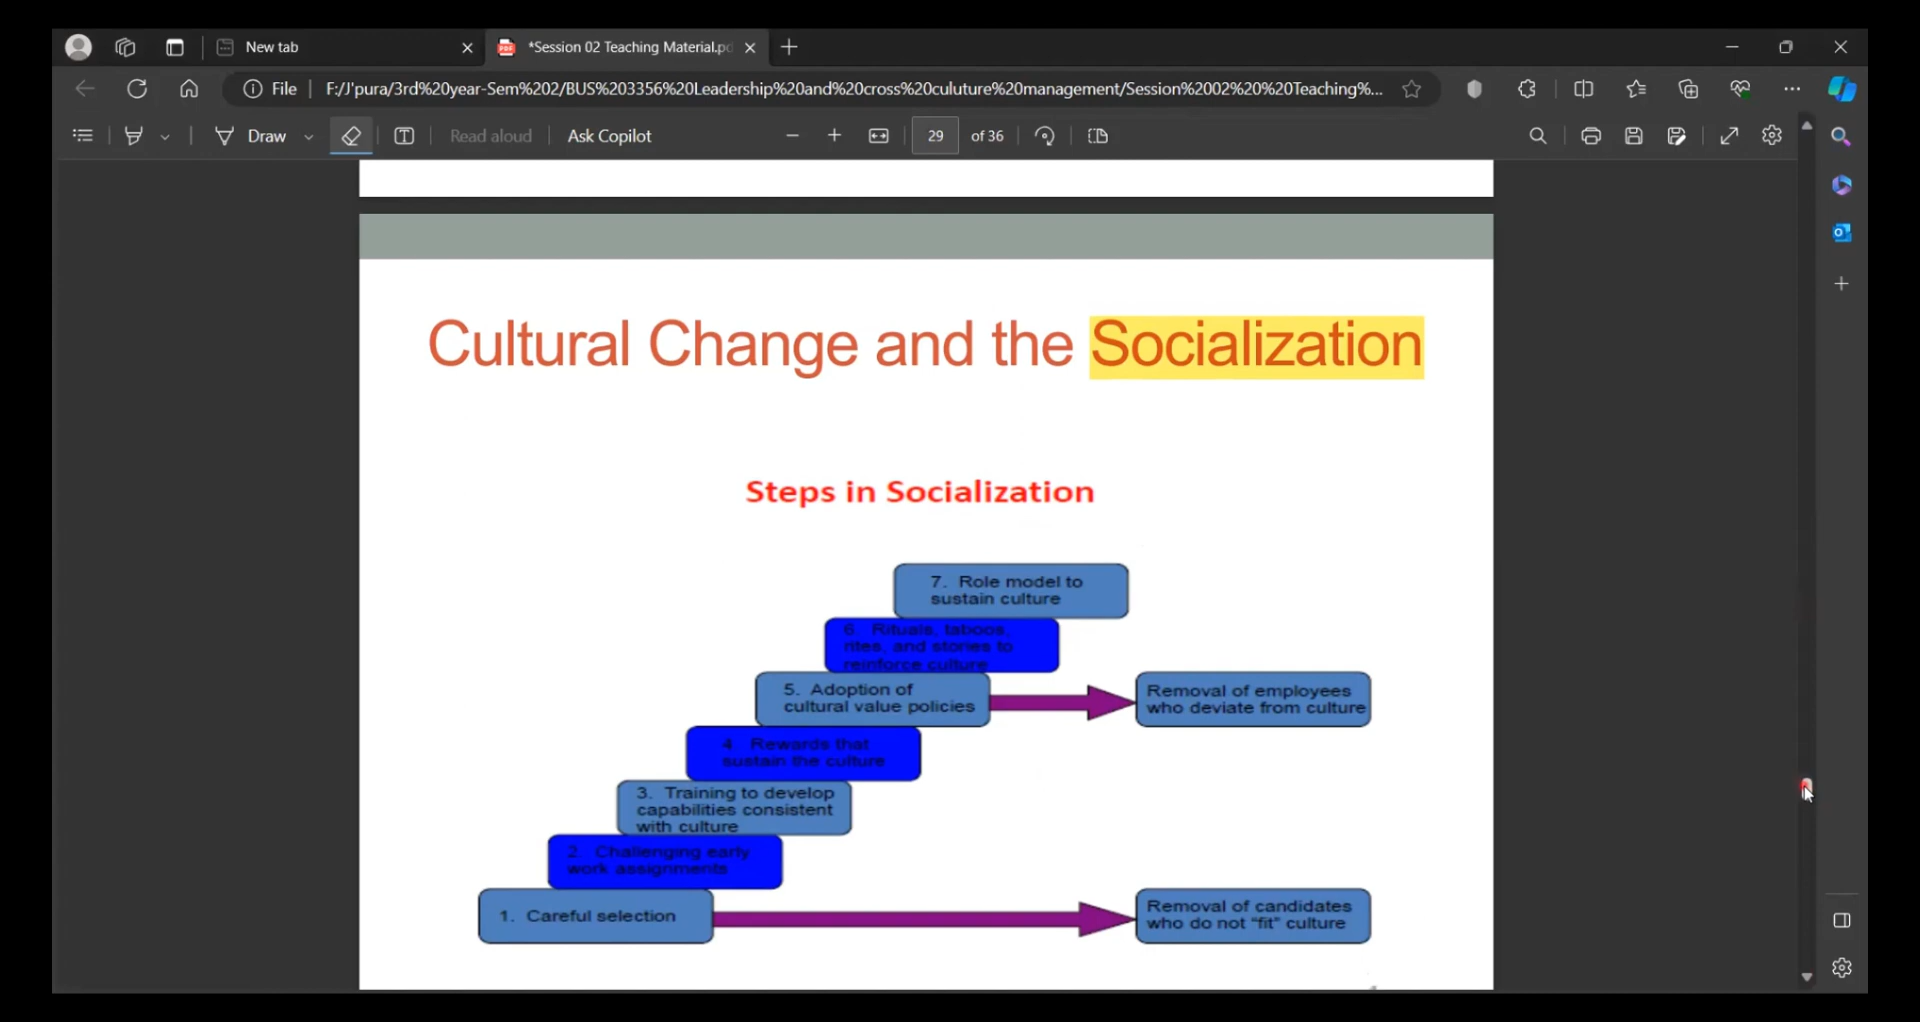 New tab
*Session 02 Teaching Material.pd
File
F:/J'pura/3rd%20year-Sem%202/BUS%203356%20Leadership%20and%20cross%20culuture%20management/Session%2002%20%20Teaching%...
Draw
Read aloud
Ask Copilot
29
of 36
Cultural Change and the Socialization
Steps in Socialization
7. Role model to
sustain culture
6. Rituals, taboos,
rites, and stories to
reinforce culture
5. Adoption of
cultural value policies
Removal of employees
who deviate from culture
4 Rewards that
sustain the culture
3. Training to develop
capabilities consistent
with culture
2. Challenging early
work assignments
1. Careful selection
Removal of candidates
who do not "fit" culture